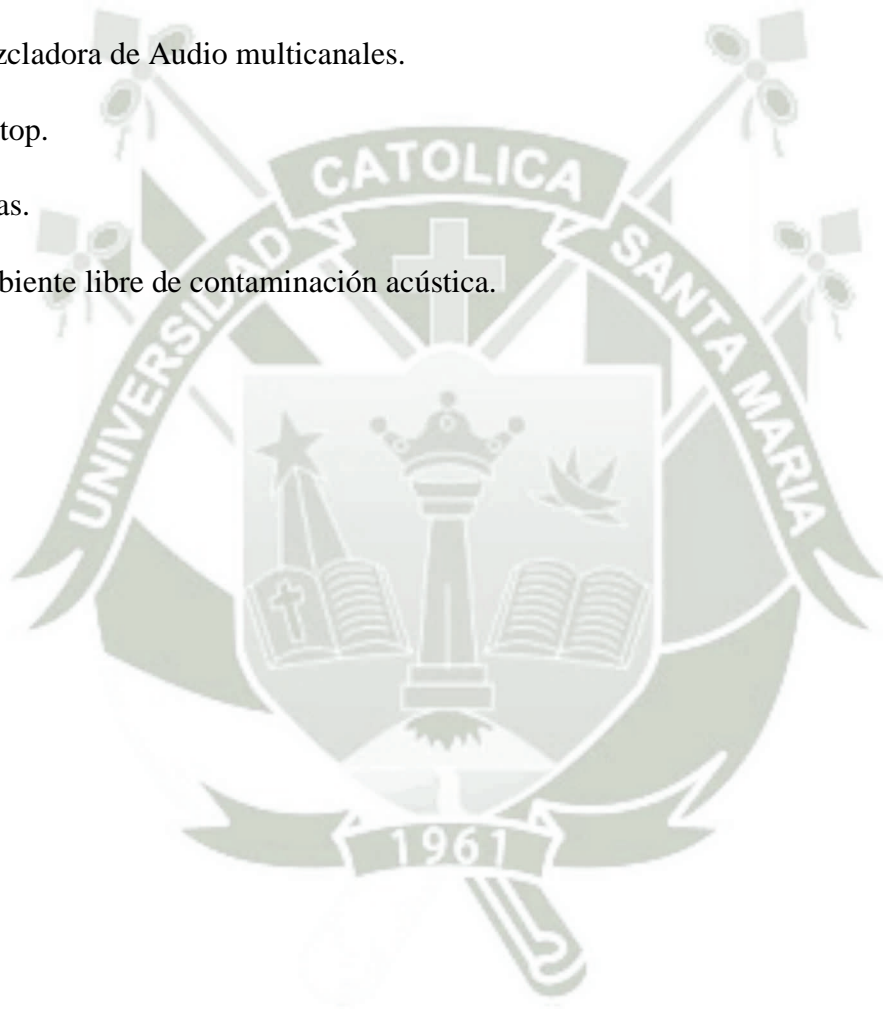 zcladora de Audio multicanales.
top.
as.
biente libre de contaminación acústica.
UNIVERSIDAD CATOLICA SANTA MARIA
1961